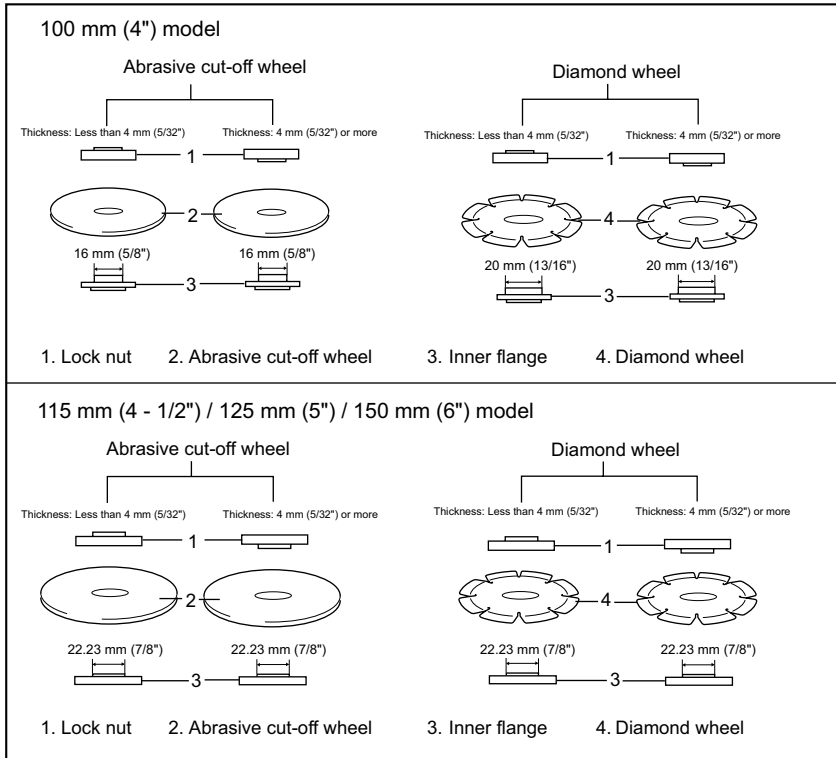 100 mm (4") model
Abrasive cut-off wheel
Diamond wheel
Thickness: Less than 4 mm (5/32") Thickness: 4 mm (5/32") or more
Thickness: Less than 4 mm (5/32") Thickness: 4 mm (5/32") or more
1
1
2
4
16 mm (5/8") 16 mm (5/8")
20 mm (13/16") 20 mm (13/16")
3
3
1. Lock nut 2. Abrasive cut-off wheel 3. Inner flange 4. Diamond wheel
115 mm (4 - 1/2") / 125 mm (5") / 150 mm (6") model
Abrasive cut-off wheel
Diamond wheel
Thickness: Less than 4 mm (5/32") Thickness: 4 mm (5/32") or more
Thickness: Less than 4 mm (5/32") Thickness: 4 mm (5/32") or more
1
1
2
4
22.23 mm (7/8") 22.23 mm (7/8")
22.23 mm (7/8") 22.23 mm (7/8")
3
3
1. Lock nut 2. Abrasive cut-off wheel 3. Inner flange 4. Diamond wheel